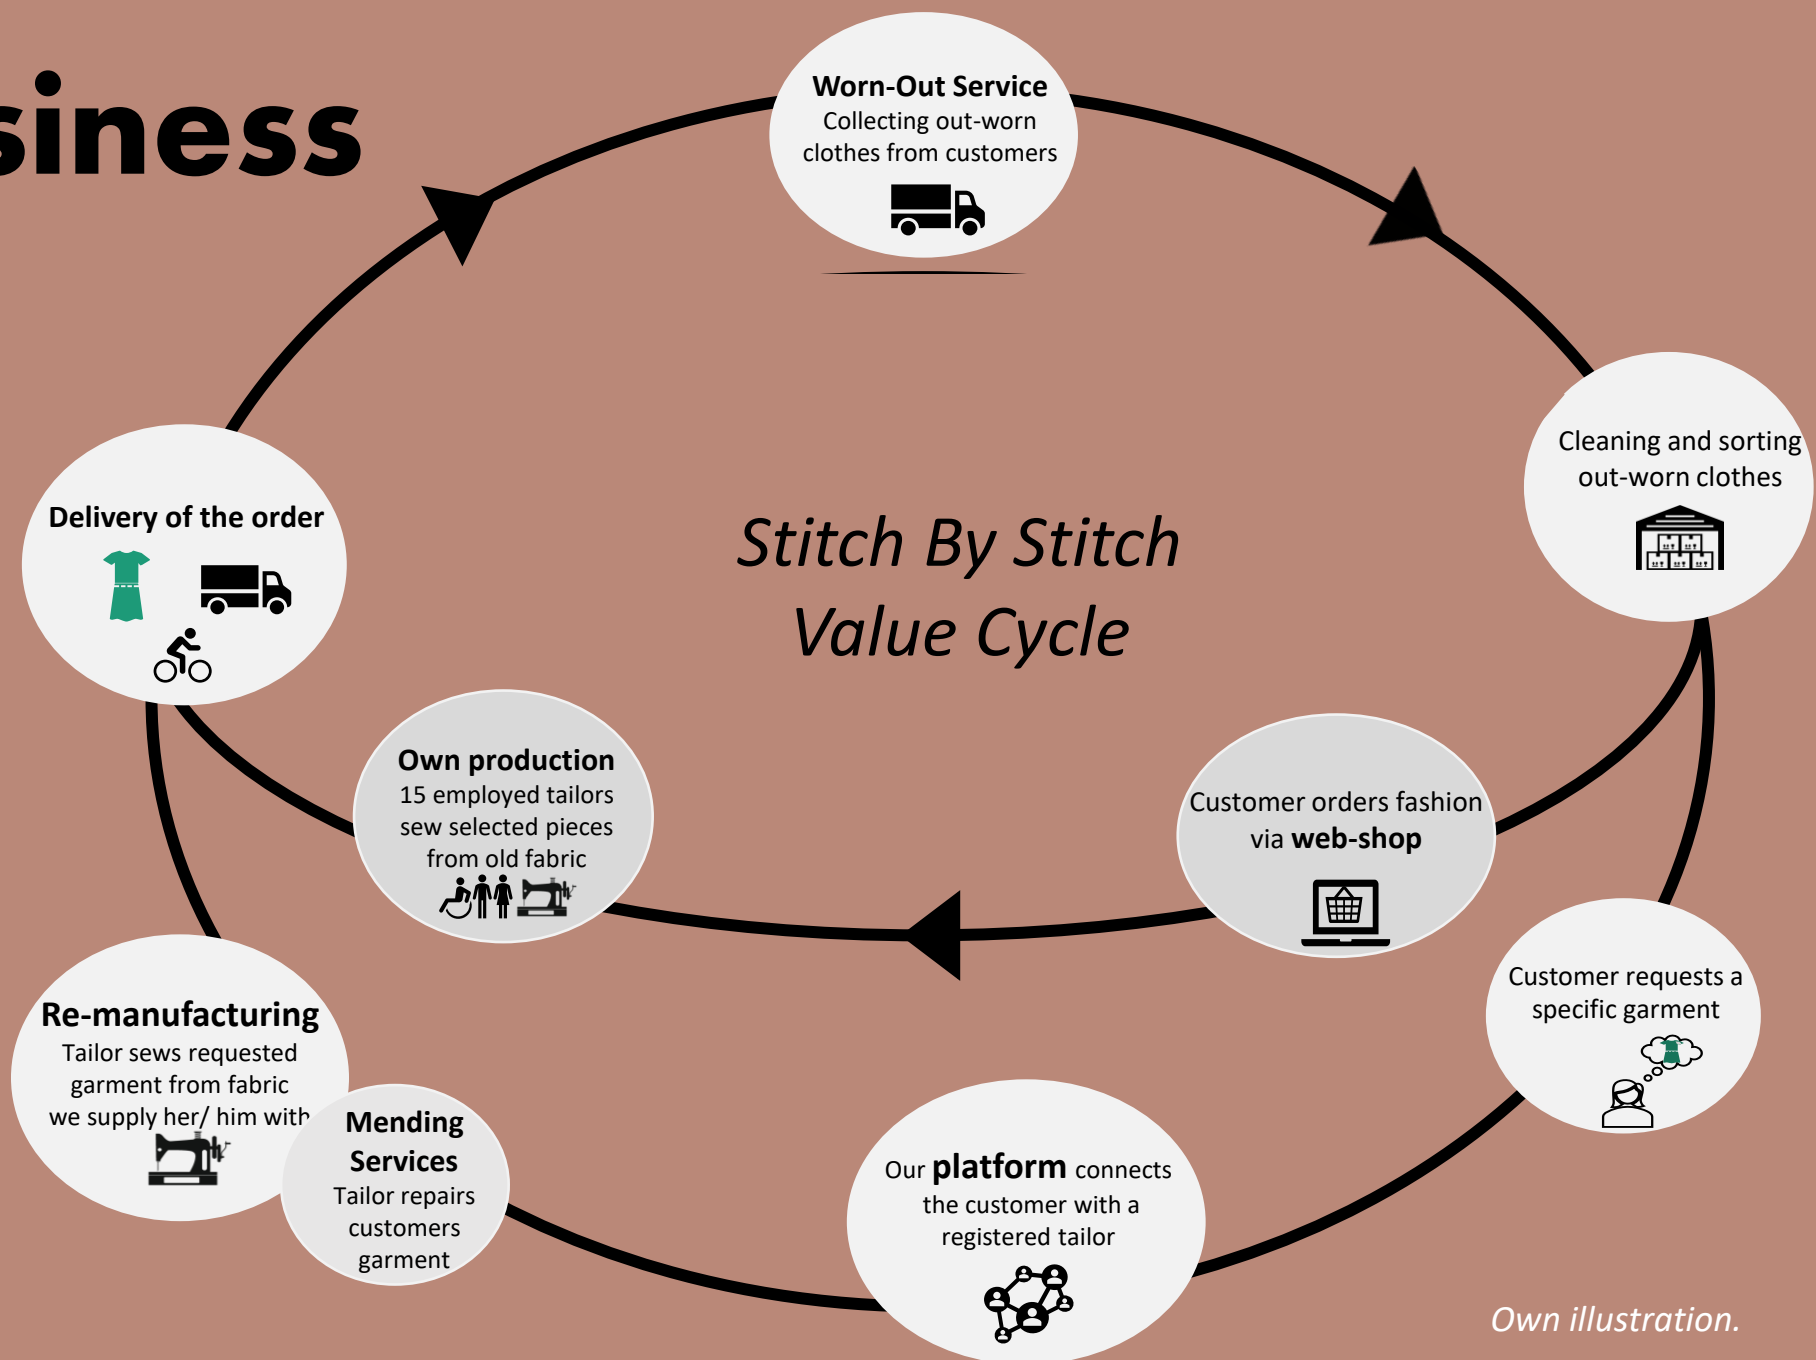 siness
Worn-Out Service
Collecting out-worn
clothes from customers
Cleaning and sorting
out-worn clothes
Delivery of the order
Stitch By Stitch
Value Cycle
Own production
15 employed tailors
sew selected pieces
from old fabric
Customer orders fashion
via web-shop
Customer requests a
specific garment
Re-manufacturing
Tailor sews requested
garment from fabric
we supply her/ him with
Mending
Services
Tailor repairs
customers
garment
Our platform connects
the customer with a
registered tailor
Own illustration.